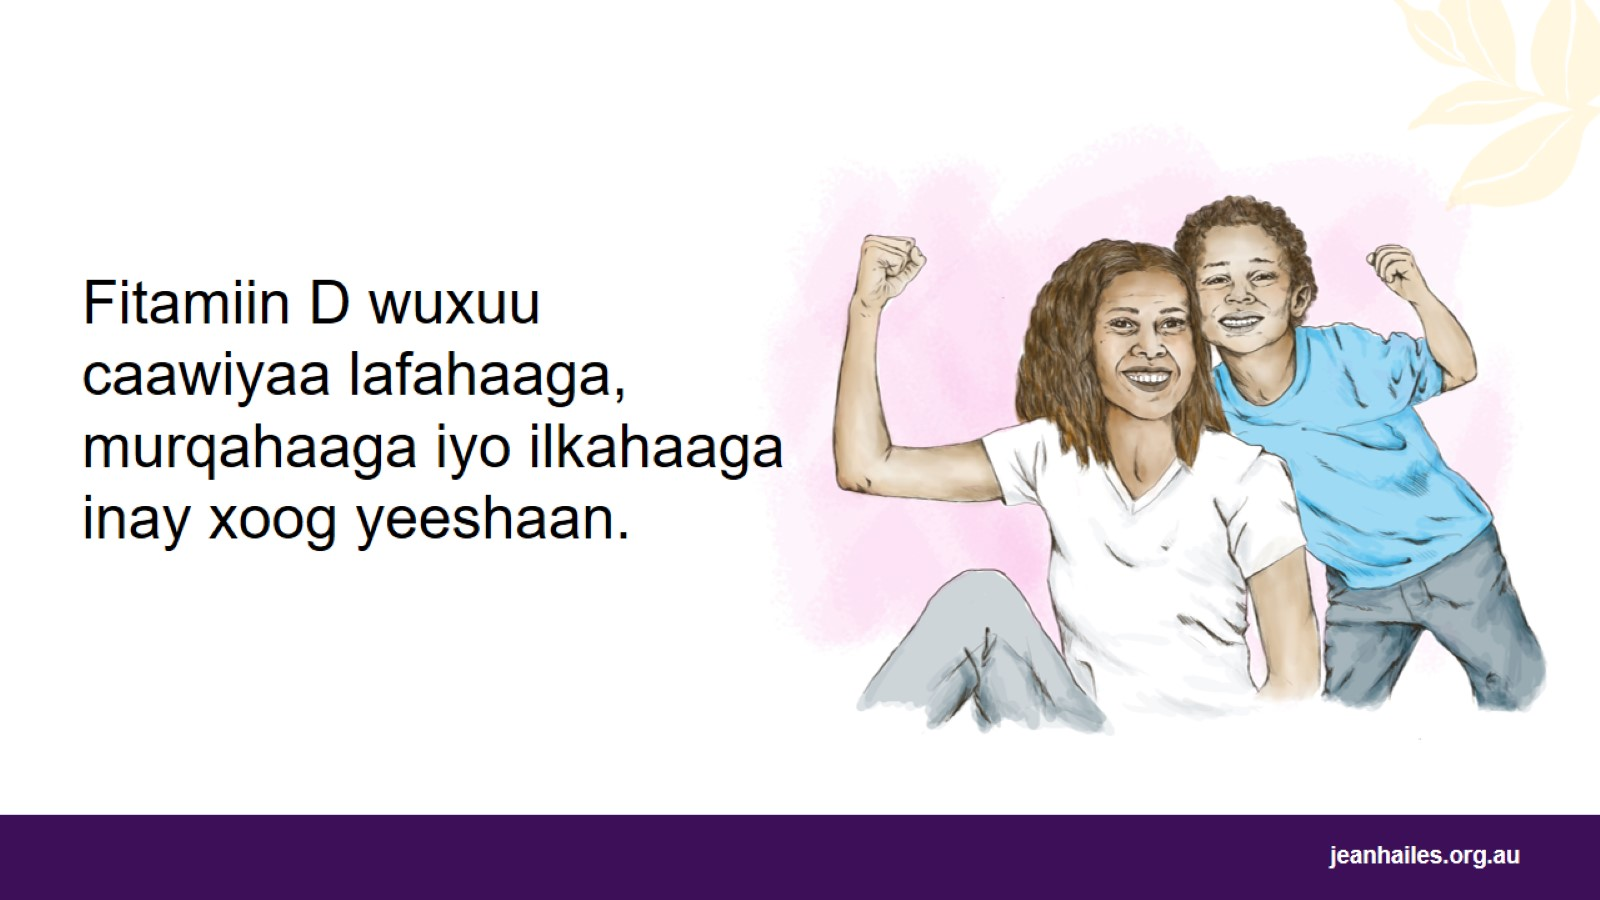 Fitamiin D wuxuu
caawiyaa lafahaaga,
murqahaaga iyo ilkahaaga
inay xoog yeeshaan.
jeanhailes.org.au